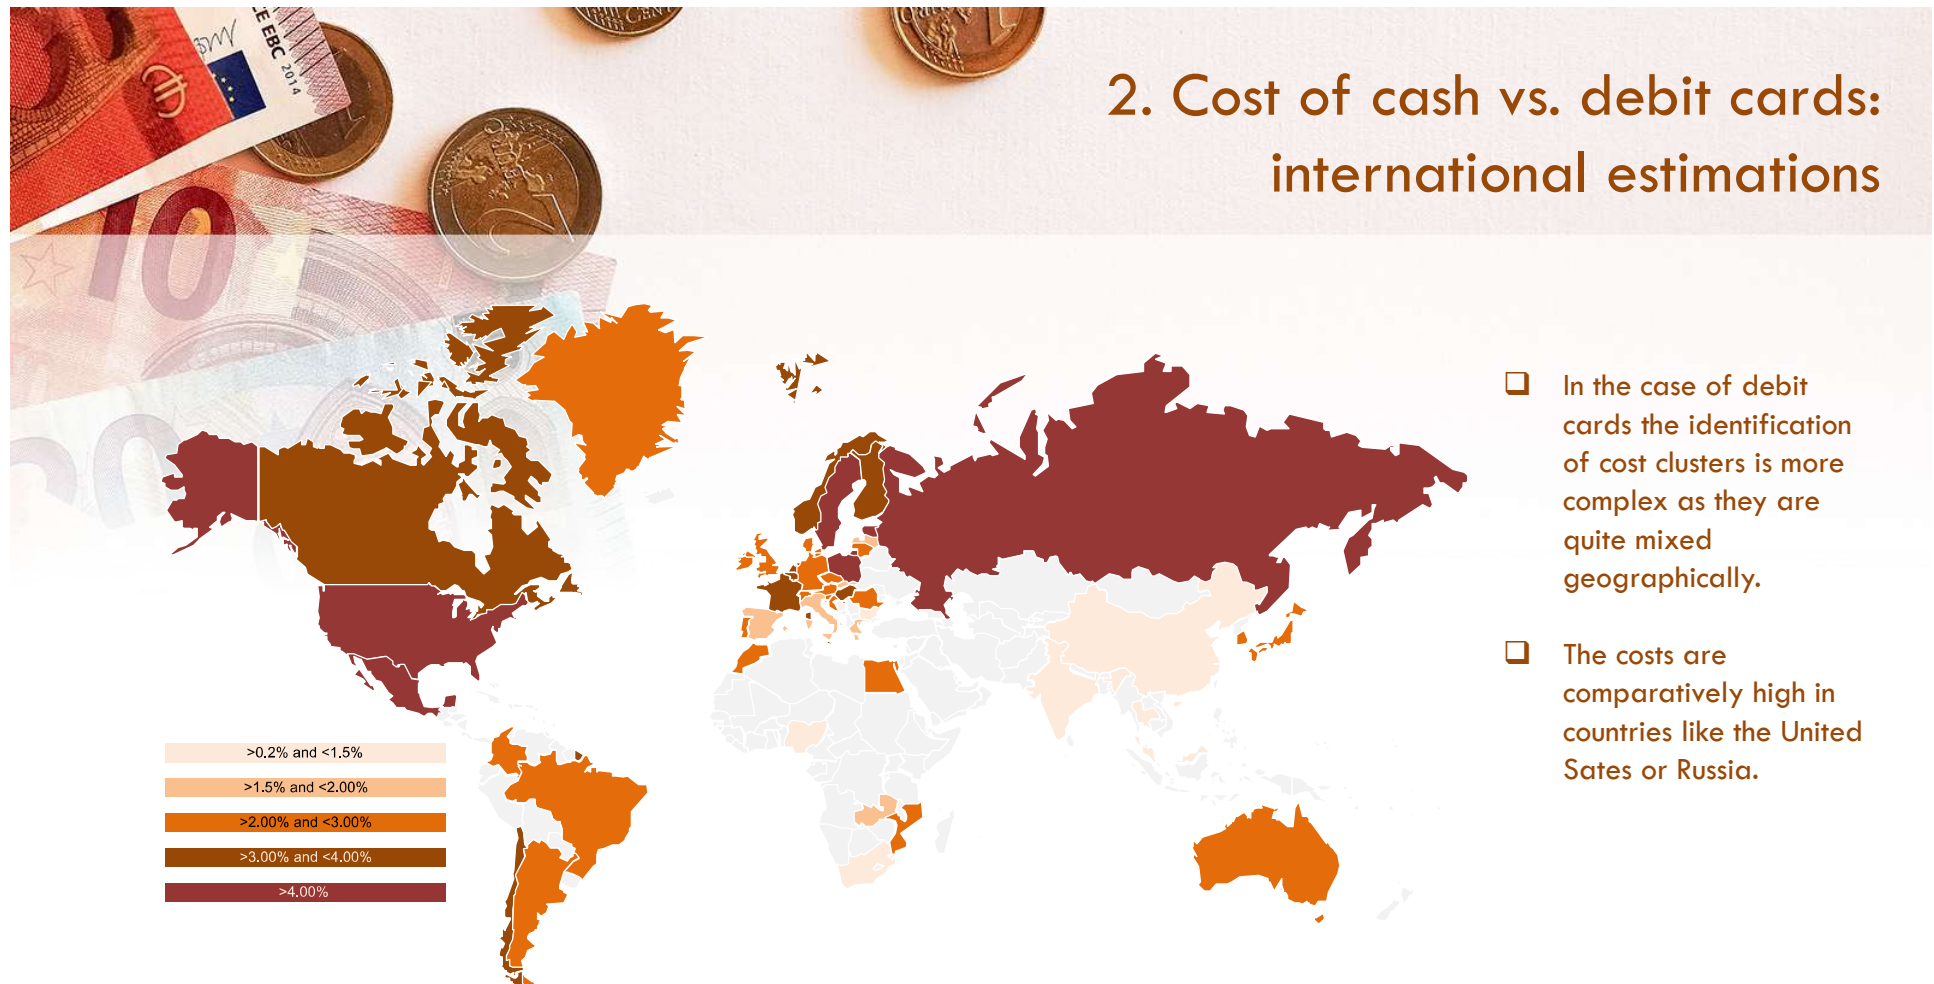 2. Cost of cash vs. debit cards:
international estimations
EBC 2014
10
In the case of debit
cards the identification
of cost clusters is more
complex as they are
quite mixed
geographically.
The costs are
comparatively high in
countries like the United
Sates or Russia.
>0.2% and <1.5%
>1.5% and <2.00%
>2.00% and <3.00%
>3.00% and <4.00%
>4.00%